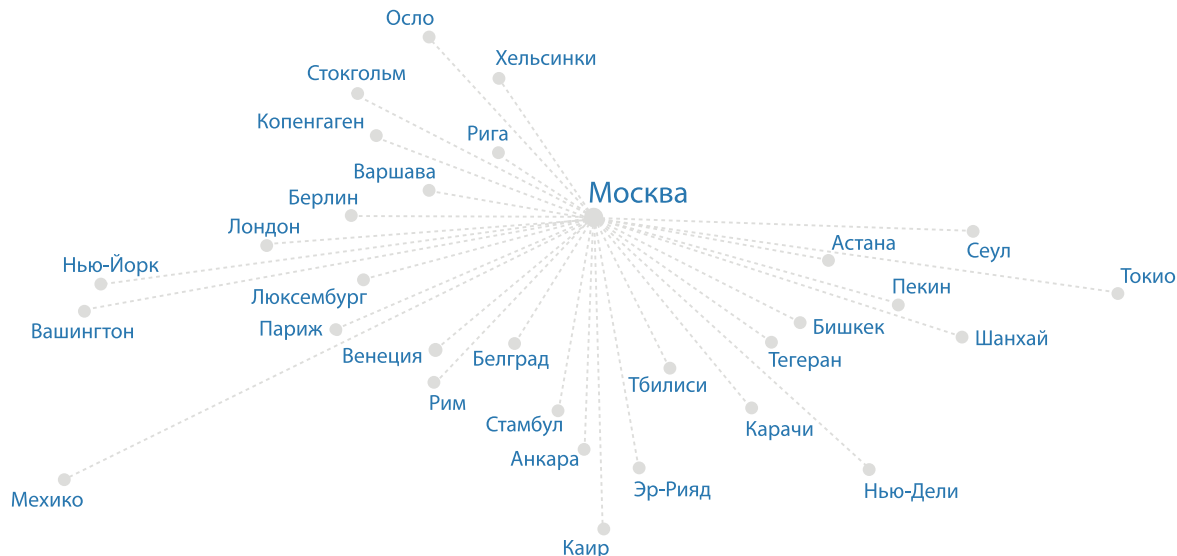 Осло
Хельсинки
Стокгольм
Копенгаген
Рига
Варшава
Москва
Берлин
Лондон
Астана
Сеул
Нью-Йорк
Токио
Пекин
Люксембург
Вашингтон
Париж
Бишкек
Шанхай
Венеция
Белград
Тегеран
Тбилиси
Рим
Стамбул
Карачи
Анкара
Эр-Рияд
Нью-Дели
Мехико
Каир